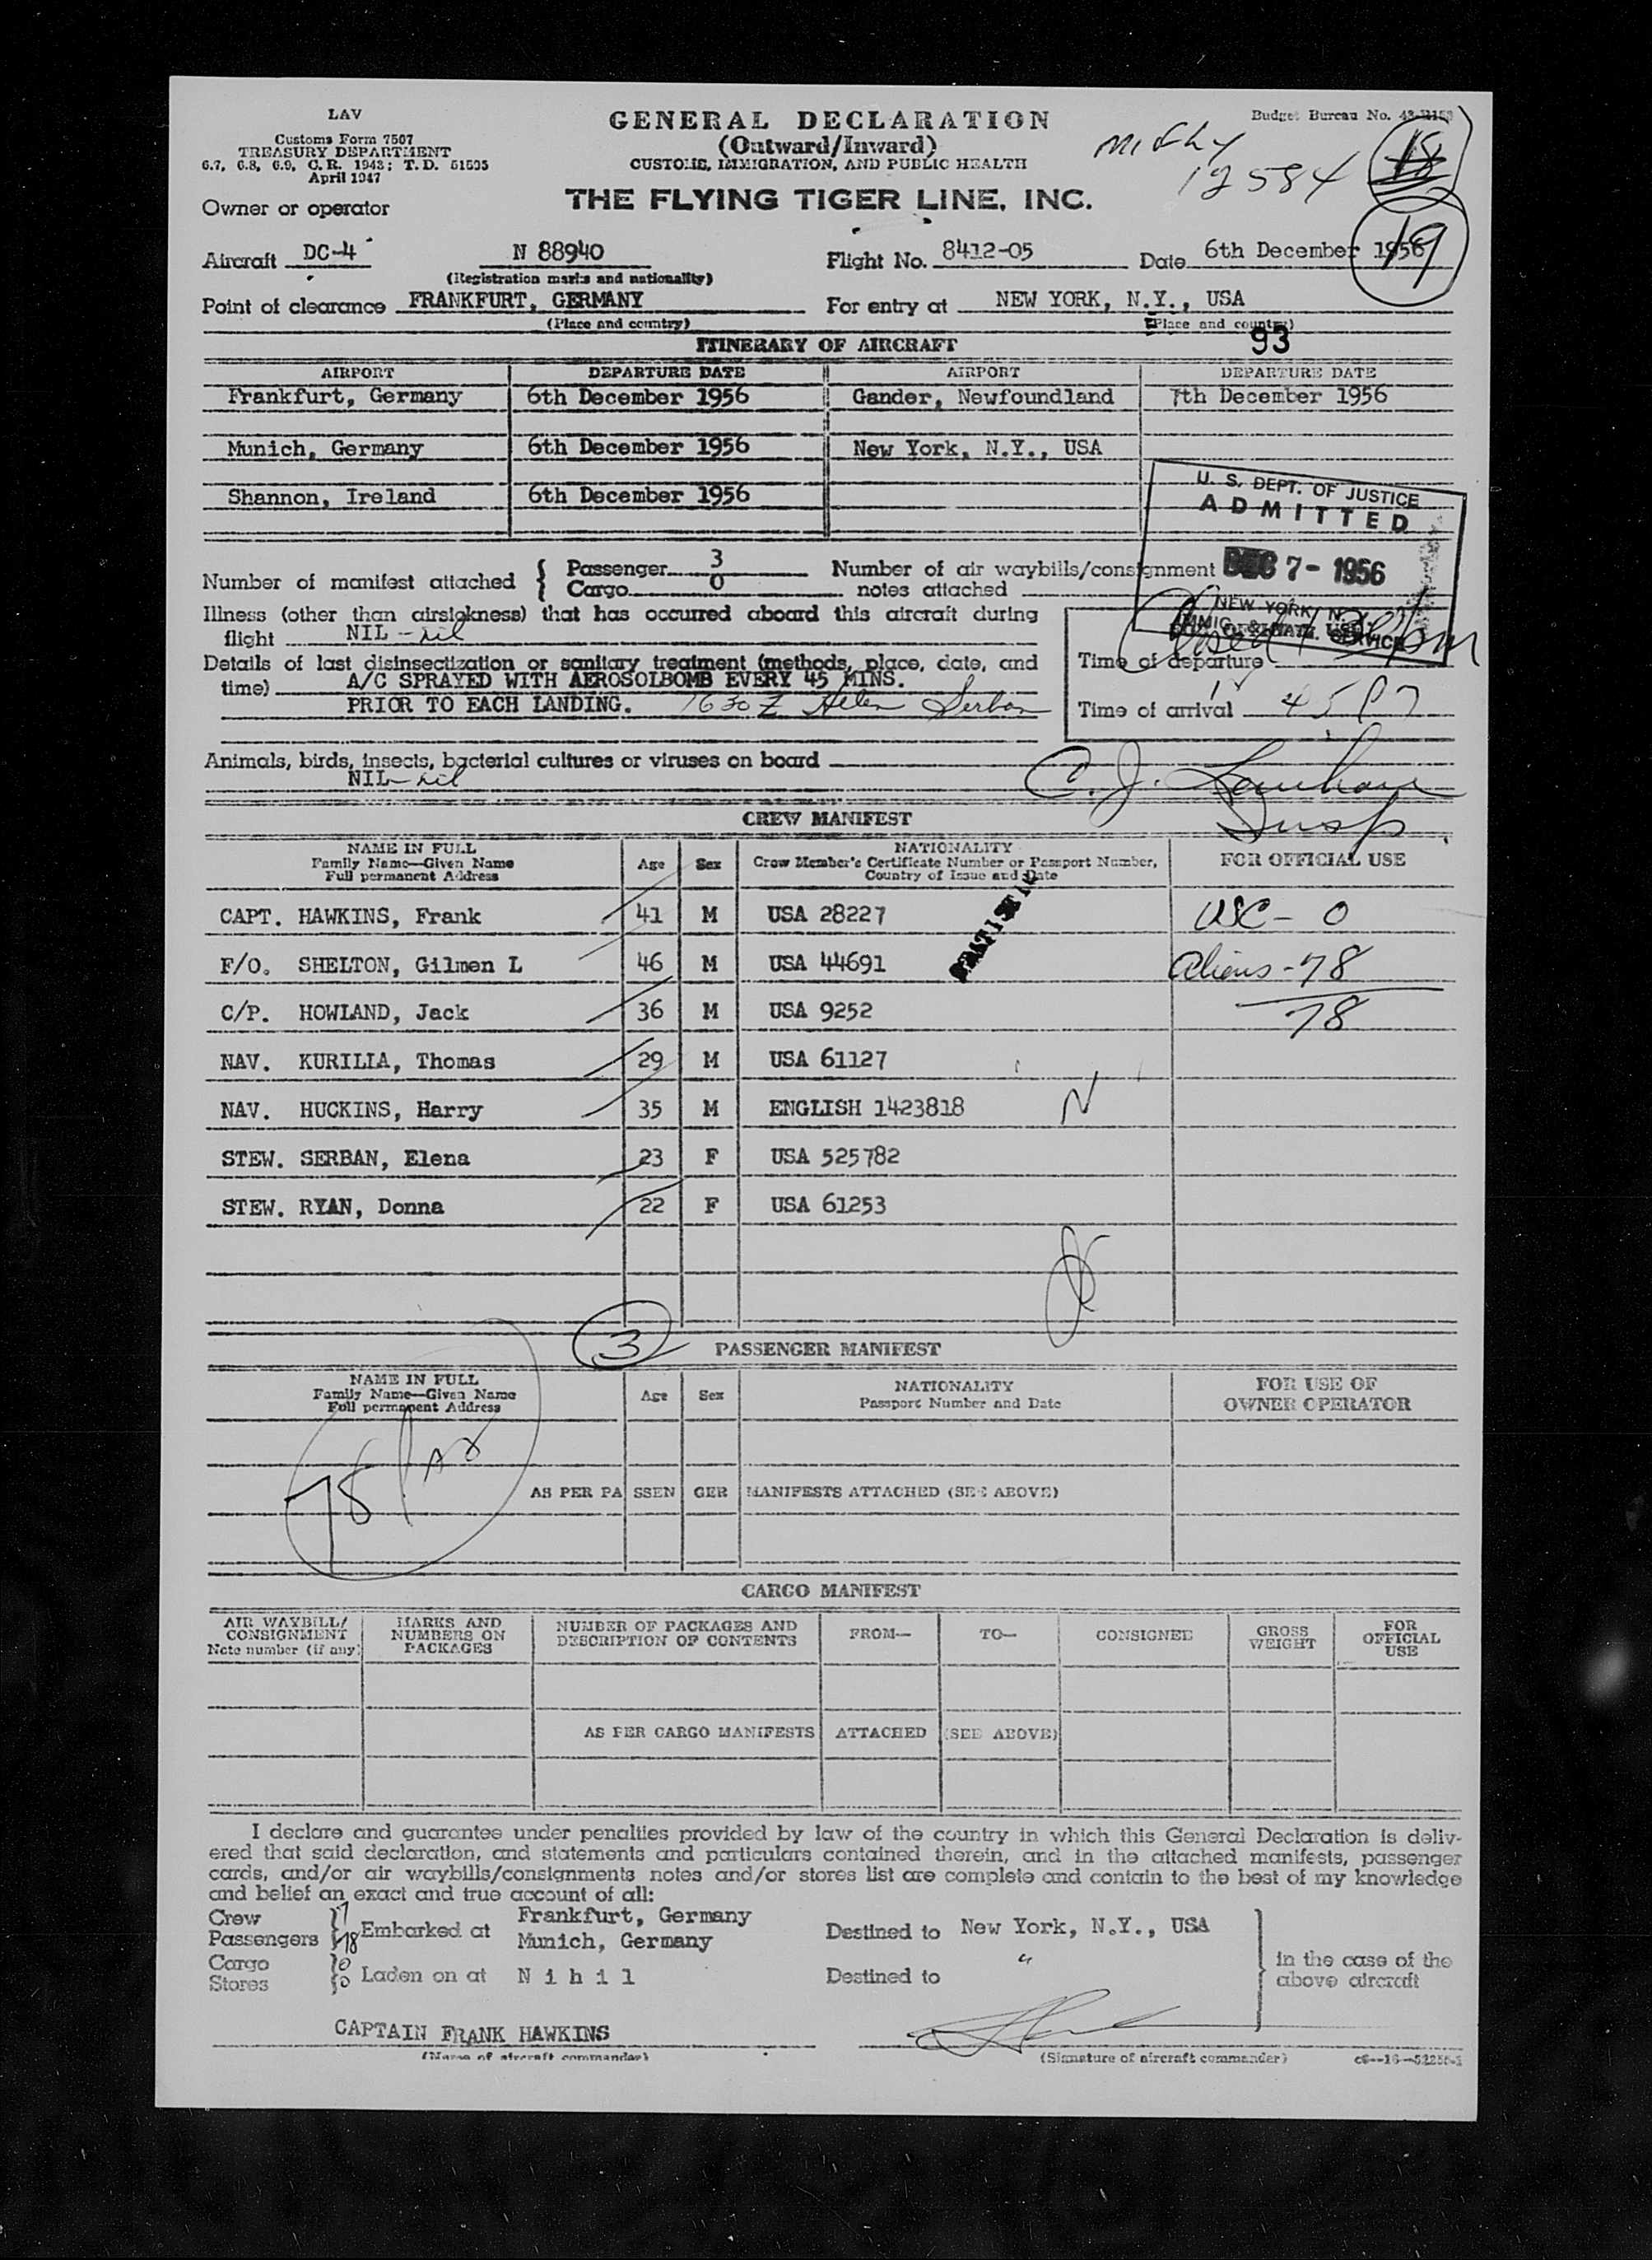 LAV
Customs Form 7507
TREASURY DEPARTMENT
6.7, 6.8, 6.9, C. R. 1943; T. D. 51535
April 1947
GENERAL DECLARATION
(Outward/Inward)
CUSTOMS, IMMIGRATION, AND PUBLIC HEALTH
Budget Bureau No.
12584
18
19
THE FLYING TIGER LINE, INC.
Owner or operator
Aircraft DC-4 N 88940 Flight No. 8412-05 Date 6th December 1956
(Registration marks and nationality)
Point of clearance FRANKFURT, GERMANY For entry at NEW YORK, N.Y., USA
(Place and country) (Place and country)
93
ITINERARY OF AIRCRAFT
AIRPORT DEPARTURE DATE AIRPORT DEPARTURE DATE
Frankfurt, Germany 6th December 1956 Gander, Newfoundland 7th December 1956
Munich, Germany 6th December 1956 New York, N.Y., USA
Shannon, Ireland 6th December 1956
U. S. DEPT. OF JUSTICE
ADMITTED
DEC 7 - 1956
NEW YORK, N.Y.
IMMIG. & NATZ. SERVICE
Number of manifest attached { Passenger 3 Number of air waybills/consignment
Cargo 0 notes attached
Illness (other than airsickness) that has occurred aboard this aircraft during
flight NIL - nil
Details of last disinsectization or sanitary treatment (methods, place, date, and
time) A/C SPRAYED WITH AEROSOLBOMB EVERY 45 MINS.
PRIOR TO EACH LANDING. 1630 Z Helen Serban
Time of departure
Time of arrival
Animals, birds, insects, bacterial cultures or viruses on board
NIL - nil
C. J.
Insp
CREW MANIFEST
NAME IN FULL
Family Name—Given Name
Full permanent Address
Age Sex
NATIONALITY
Crew Member's Certificate Number or Passport Number,
Country of Issue and Date
FOR OFFICIAL USE
CAPT. HAWKINS, Frank 41 M USA 28227 USC - 0
F/O. SHELTON, Gilmen L 46 M USA 44691 Aliens - 78
C/P. HOWLAND, Jack 36 M USA 9252 78
NAV. KURILLA, Thomas 29 M USA 61127
NAV. HUCKINS, Harry 35 M ENGLISH 1423818 N
STEW. SERBAN, Elena 23 F USA 525782
STEW. RYAN, Donna 22 F USA 61253
3
PASSENGER MANIFEST
NAME IN FULL
Family Name—Given Name
Full permanent Address
Age Sex
NATIONALITY
Passport Number and Date
FOR USE OF
OWNER OPERATOR
78 Pax
AS PER PASSENGER MANIFESTS ATTACHED (SEE ABOVE)
CARGO MANIFEST
AIR WAYBILL/
CONSIGNMENT
Note number (if any)
MARKS AND
NUMBERS ON
PACKAGES
NUMBER OF PACKAGES AND
DESCRIPTION OF CONTENTS
FROM— TO— CONSIGNEE
GROSS
WEIGHT
FOR
OFFICIAL
USE
AS PER CARGO MANIFESTS ATTACHED (SEE ABOVE)
I declare and guarantee under penalties provided by law of the country in which this General Declaration is deliv-
ered that said declaration, and statements and particulars contained therein, and in the attached manifests, passenger
cards, and/or air waybills/consignments notes and/or stores list are complete and contain to the best of my knowledge
and belief an exact and true account of all:
Crew 7 Embarked at Frankfurt, Germany Destined to New York, N.Y., USA
Passengers 78 Munich, Germany
Cargo 0 Laden on at Nihil Destined to "
Stores 0
in the case of the
above aircraft
CAPTAIN FRANK HAWKINS
(Name of aircraft commander) (Signature of aircraft commander)